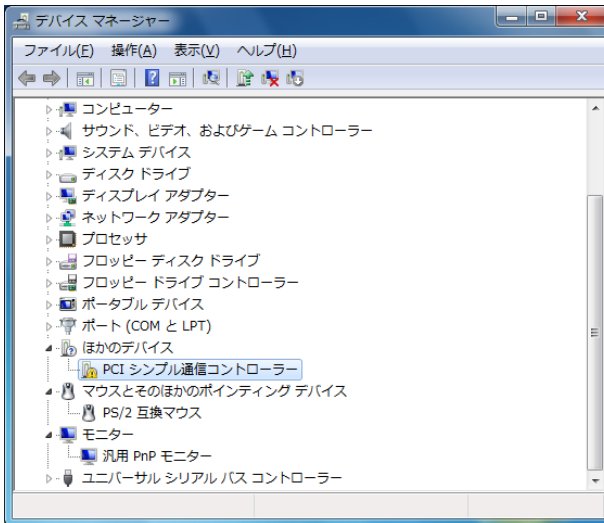 デバイス マネージャー
ファイル(F) 操作(A) 表示(V) ヘルプ(H)
コンピューター
サウンド、ビデオ、およびゲーム コントローラー
システム デバイス
ディスク ドライブ
ディスプレイ アダプター
ネットワーク アダプター
プロセッサ
フロッピー ディスク ドライブ
フロッピー ドライブ コントローラー
ポータブル デバイス
ポート (COM と LPT)
ほかのデバイス
PCI シンプル通信コントローラー
マウスとそのほかのポインティング デバイス
PS/2 互換マウス
モニター
汎用 PnP モニター
ユニバーサル シリアル バス コントローラー